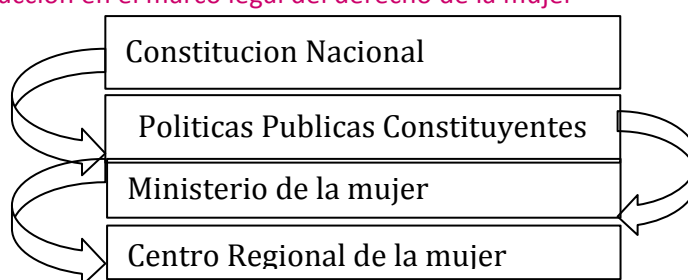 acción en el marco legal del derecho de la mujer
Constitucion Nacional
Politicas Publicas Constituyentes
Ministerio de la mujer
Centro Regional de la mujer